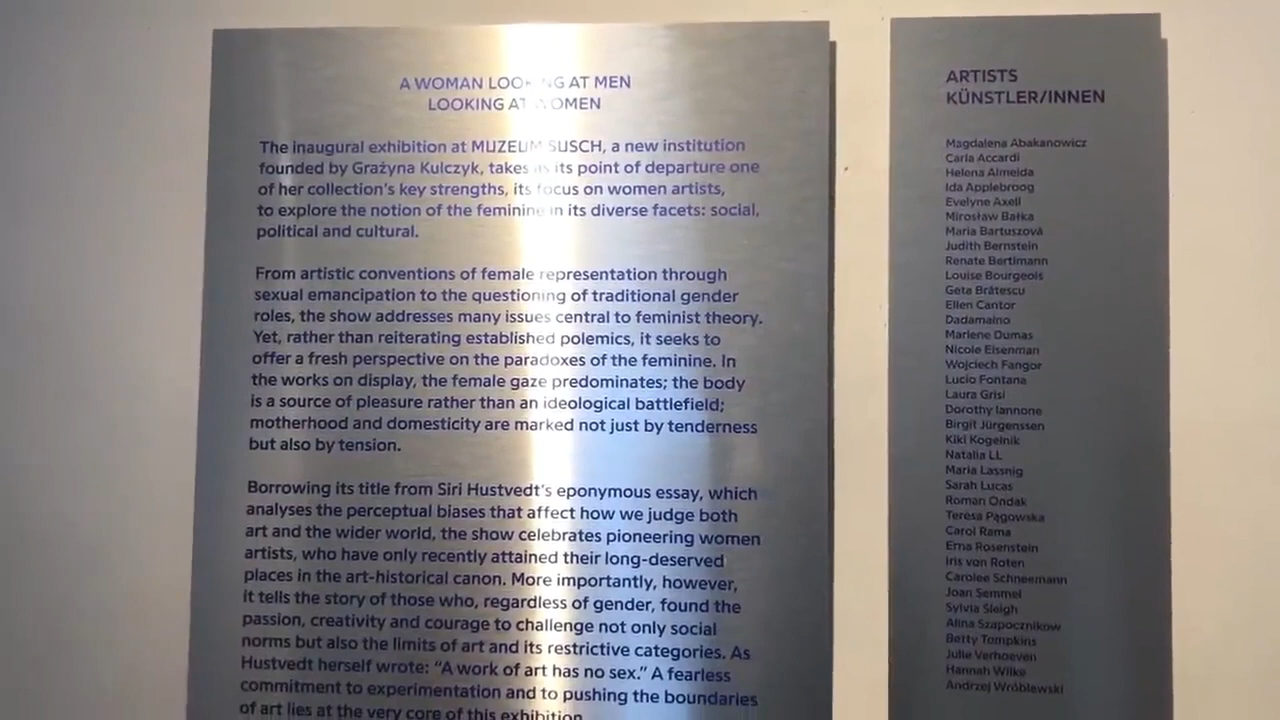 A WOMAN LOOKING AT MEN
LOOKING AT WOMEN
The inaugural exhibition at MUZEUM SUSCH, a new institution
founded by Grażyna Kulczyk, takes as its point of departure one
of her collection's key strengths, its focus on women artists,
to explore the notion of the feminine in its diverse facets: social,
political and cultural.
From artistic conventions of female representation through
sexual emancipation to the questioning of traditional gender
roles, the show addresses many issues central to feminist theory.
Yet, rather than reiterating established polemics, it seeks to
offer a fresh perspective on the paradoxes of the feminine. In
the works on display, the female gaze predominates; the body
is a source of pleasure rather than an ideological battlefield;
motherhood and domesticity are marked not just by tenderness
but also by tension.
Borrowing its title from Siri Hustvedt's eponymous essay, which
analyses the perceptual biases that affect how we judge both
art and the wider world, the show celebrates pioneering women
artists, who have only recently attained their long-deserved
places in the art-historical canon. More importantly, however,
it tells the story of those who, regardless of gender, found the
passion, creativity and courage to challenge not only social
norms but also the limits of art and its restrictive categories. As
Hustvedt herself wrote: “A work of art has no sex.” A fearless
commitment to experimentation and to pushing the boundaries
of art lies at the very core of this exhibition
ARTISTS
KÜNSTLER/INNEN
Magdalena Abakanowicz
Carla Accardi
Helena Almeida
Ida Applebroog
Evelyne Axell
Mirosław Bałka
Maria Bartuszová
Judith Bernstein
Renate Bertlmann
Louise Bourgeois
Geta Brătescu
Ellen Cantor
Dadamaino
Marlene Dumas
Nicole Eisenman
Wojciech Fangor
Lucio Fontana
Laura Grisi
Dorothy Iannone
Birgit Jürgenssen
Kiki Kogelnik
Natalia LL
Maria Lassnig
Sarah Lucas
Roman Ondak
Teresa Pągowska
Carol Rama
Erna Rosenstein
Iris von Roten
Carolee Schneemann
Joan Semmel
Sylvia Sleigh
Alina Szapocznikow
Betty Tompkins
Julie Verhoeven
Hannah Wilke
Andrzej Wróblewski